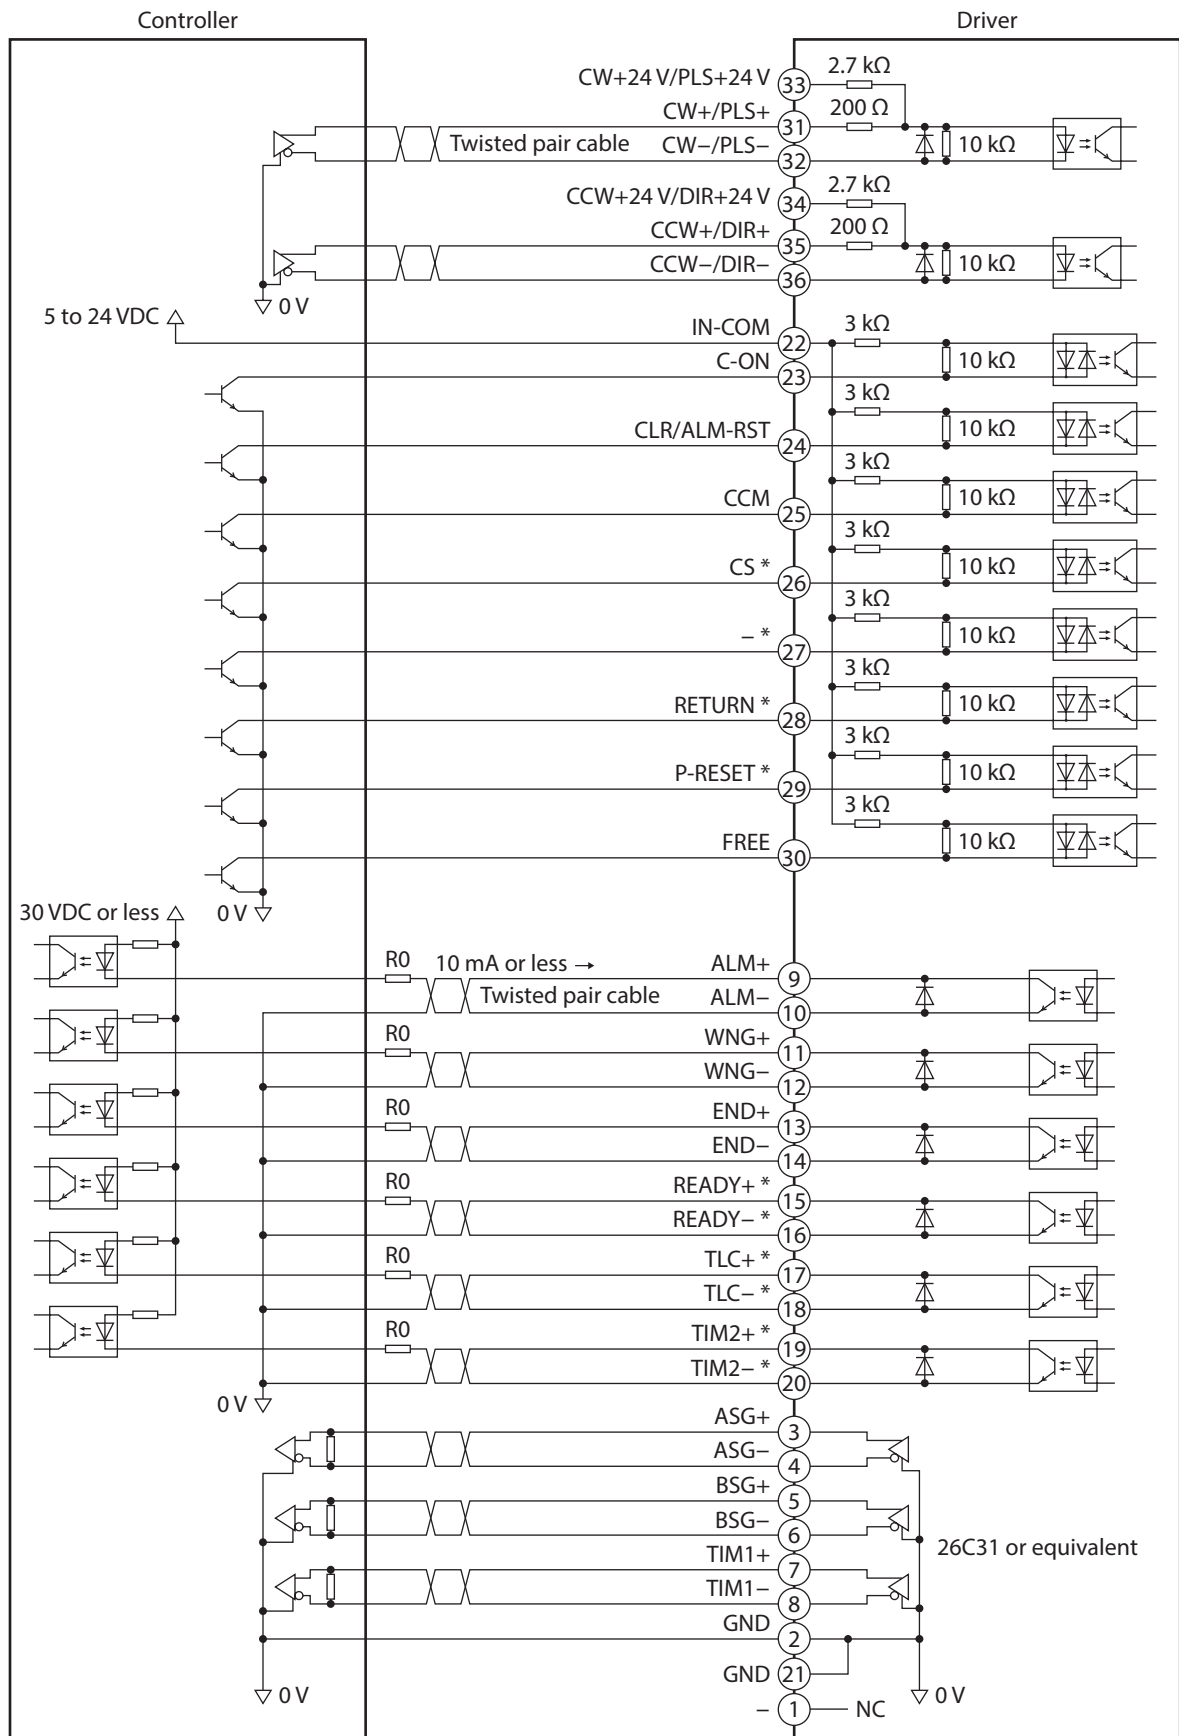 Controller Driver
CW+24 V/PLS+24 V 33 2.7 kΩ
CW+/PLS+ 31 200 Ω
Twisted pair cable CW−/PLS− 32 10 kΩ
CCW+24 V/DIR+24 V 34 2.7 kΩ
CCW+/DIR+ 35 200 Ω
CCW−/DIR− 36 10 kΩ
0 V
5 to 24 VDC IN-COM 22 3 kΩ
C-ON 23 10 kΩ
3 kΩ
CLR/ALM-RST 24 10 kΩ
3 kΩ
CCM 25 10 kΩ
3 kΩ
CS * 26 10 kΩ
3 kΩ
− * 27 10 kΩ
3 kΩ
RETURN * 28 10 kΩ
3 kΩ
P-RESET * 29 10 kΩ
3 kΩ
FREE 30 10 kΩ
30 VDC or less 0 V
R0 10 mA or less → ALM+ 9
Twisted pair cable ALM− 10
R0 WNG+ 11
WNG− 12
R0 END+ 13
END− 14
R0 READY+ * 15
READY− * 16
R0 TLC+ * 17
TLC− * 18
R0 TIM2+ * 19
TIM2− * 20
0 V
ASG+ 3
ASG− 4
BSG+ 5
BSG− 6
26C31 or equivalent
TIM1+ 7
TIM1− 8
GND 2
GND 21
0 V 0 V
− 1 NC